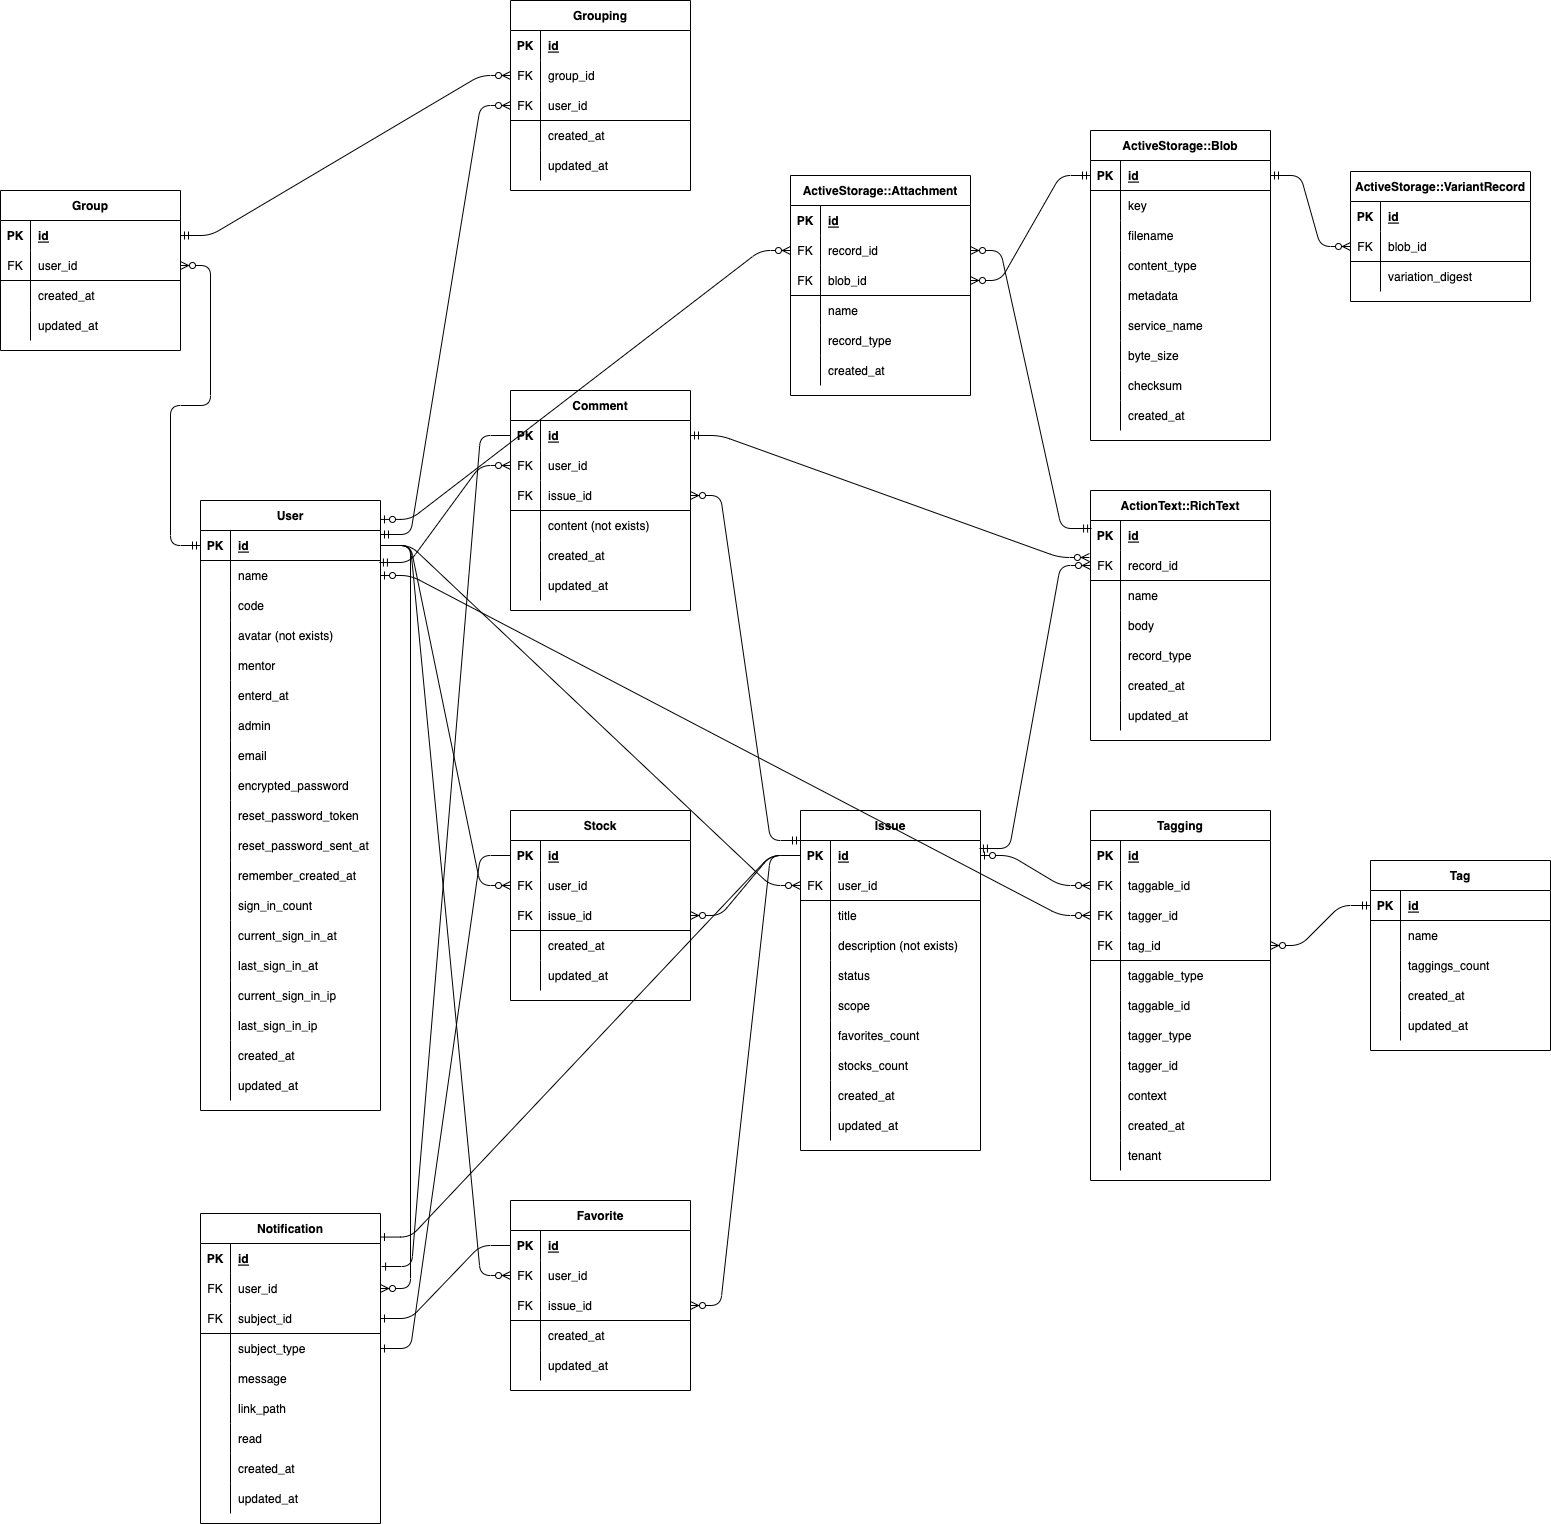 Grouping
PK id
FK group_id
FK user_id
created_at
updated_at
Group
PK id
FK user_id
created_at
updated_at
ActiveStorage::Attachment
PK id
FK record_id
FK blob_id
name
record_type
created_at
ActiveStorage::Blob
PK id
key
filename
content_type
metadata
service_name
byte_size
checksum
created_at
ActiveStorage::VariantRecord
PK id
FK blob_id
variation_digest
Comment
PK id
FK user_id
FK issue_id
content (not exists)
created_at
updated_at
ActionText::RichText
PK id
FK record_id
name
body
record_type
created_at
updated_at
User
PK id
name
code
avatar (not exists)
mentor
enterd_at
admin
email
encrypted_password
reset_password_token
reset_password_sent_at
remember_created_at
sign_in_count
current_sign_in_at
last_sign_in_at
current_sign_in_ip
last_sign_in_ip
created_at
updated_at
Stock
PK id
FK user_id
FK issue_id
created_at
updated_at
Issue
PK id
FK user_id
title
description (not exists)
status
scope
favorites_count
stocks_count
created_at
updated_at
Tagging
PK id
FK taggable_id
FK tagger_id
FK tag_id
taggable_type
taggable_id
tagger_type
tagger_id
context
created_at
tenant
Tag
PK id
name
taggings_count
created_at
updated_at
Notification
PK id
FK user_id
FK subject_id
subject_type
message
link_path
read
created_at
updated_at
Favorite
PK id
FK user_id
FK issue_id
created_at
updated_at